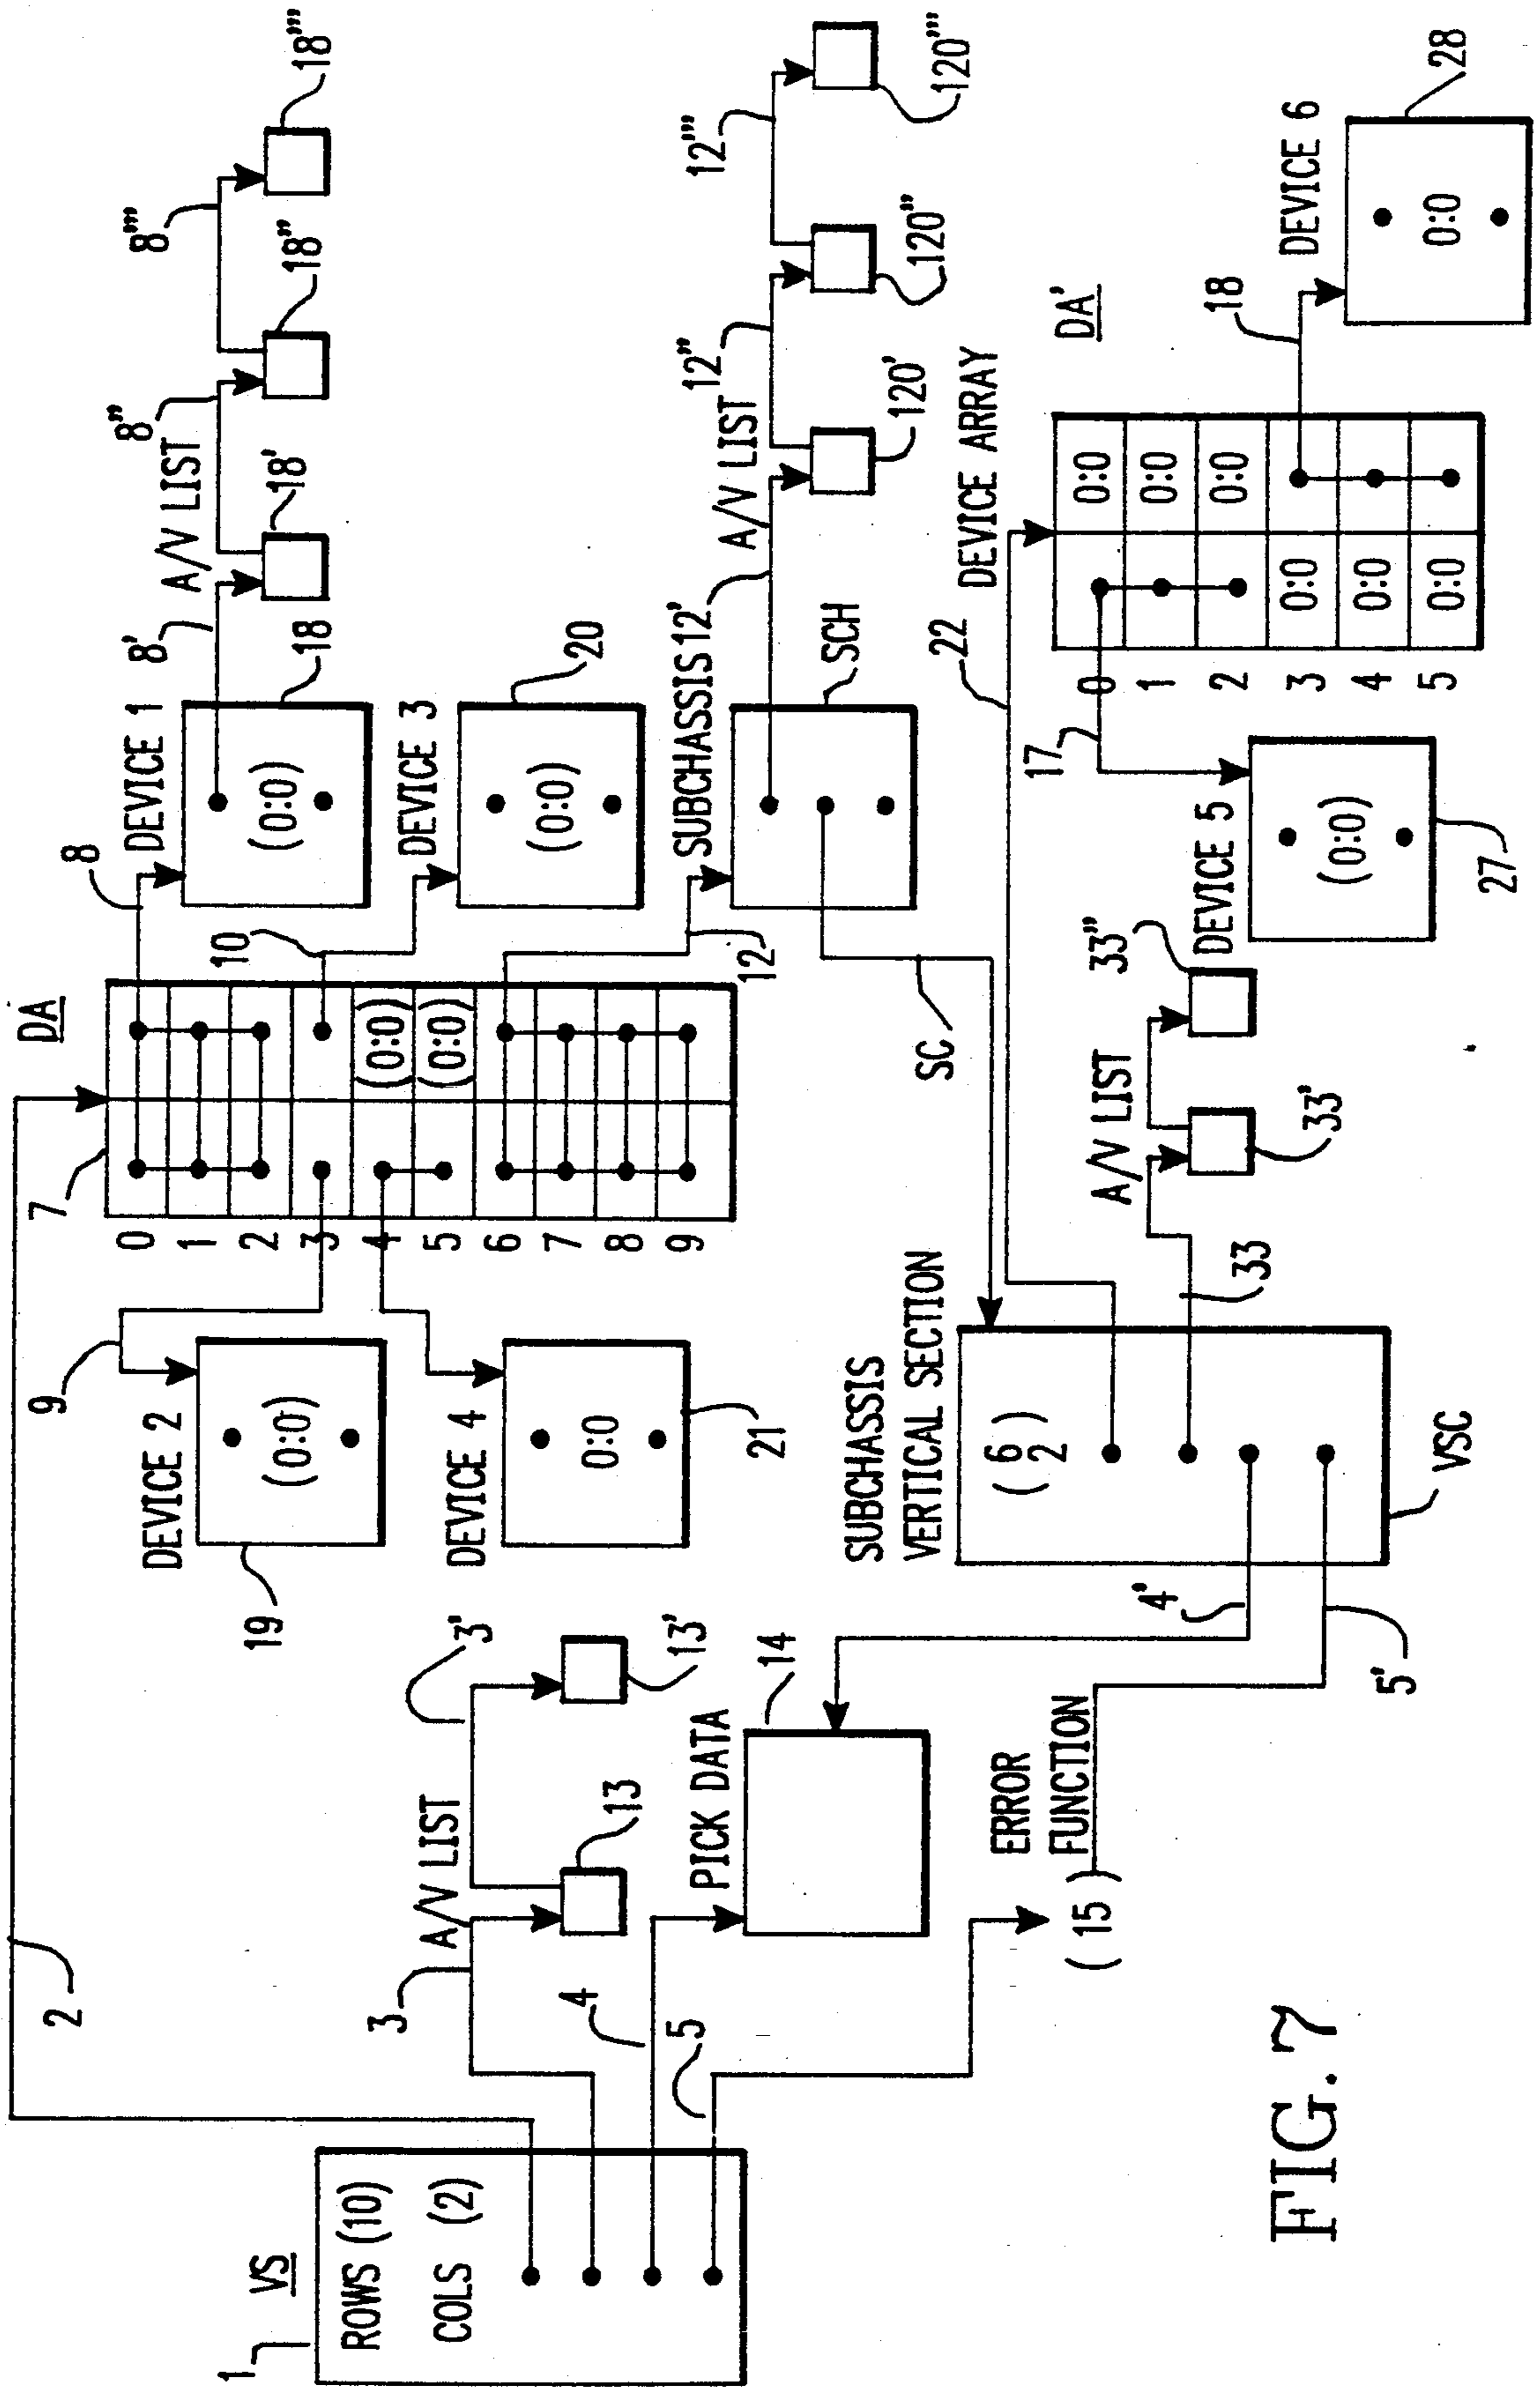 1
VS
ROWS (10)
COLS (2)
2
3
A/V LIST
3'
13
13'
4
PICK DATA
14
5
ERROR
FUNCTION
( 15 )
4'
5'
DA
7
0
1
2
3
4
5
6
7
8
9
(0:0)
(0:0)
9
DEVICE 2
(0:0)
19
DEVICE 4
0:0
21
8
DEVICE 1
(0:0)
18
8'
A/V LIST
18'
8''
18''
8'''
18'''
10
DEVICE 3
(0:0)
20
12
SUBCHASSIS
SCH
12'
A/V LIST
120'
12''
120''
12'''
120'''
SC
SUBCHASSIS
VERTICAL SECTION
( 6 )
2
VSC
22
33
A/V LIST
33'
33''
DEVICE ARRAY
DA'
0
1
2
3
4
5
0:0
0:0
0:0
0:0
0:0
0:0
17
DEVICE 5
(0:0)
27
18
DEVICE 6
0:0
28
FIG. 7